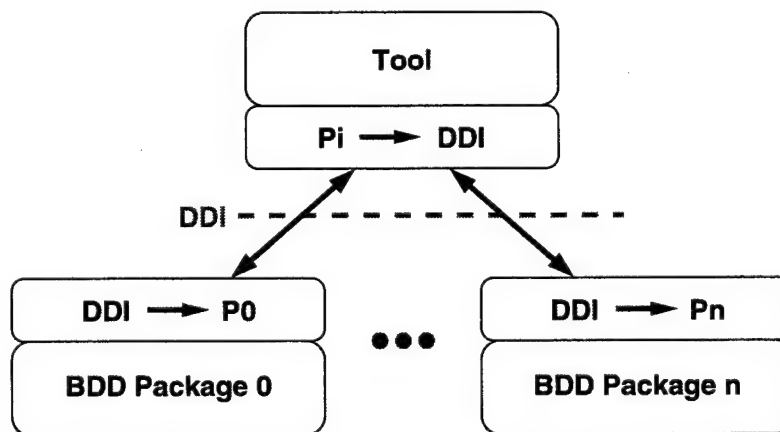 Tool
Pi DDI
DDI
DDI P0 DDI Pn
BDD Package 0 BDD Package n